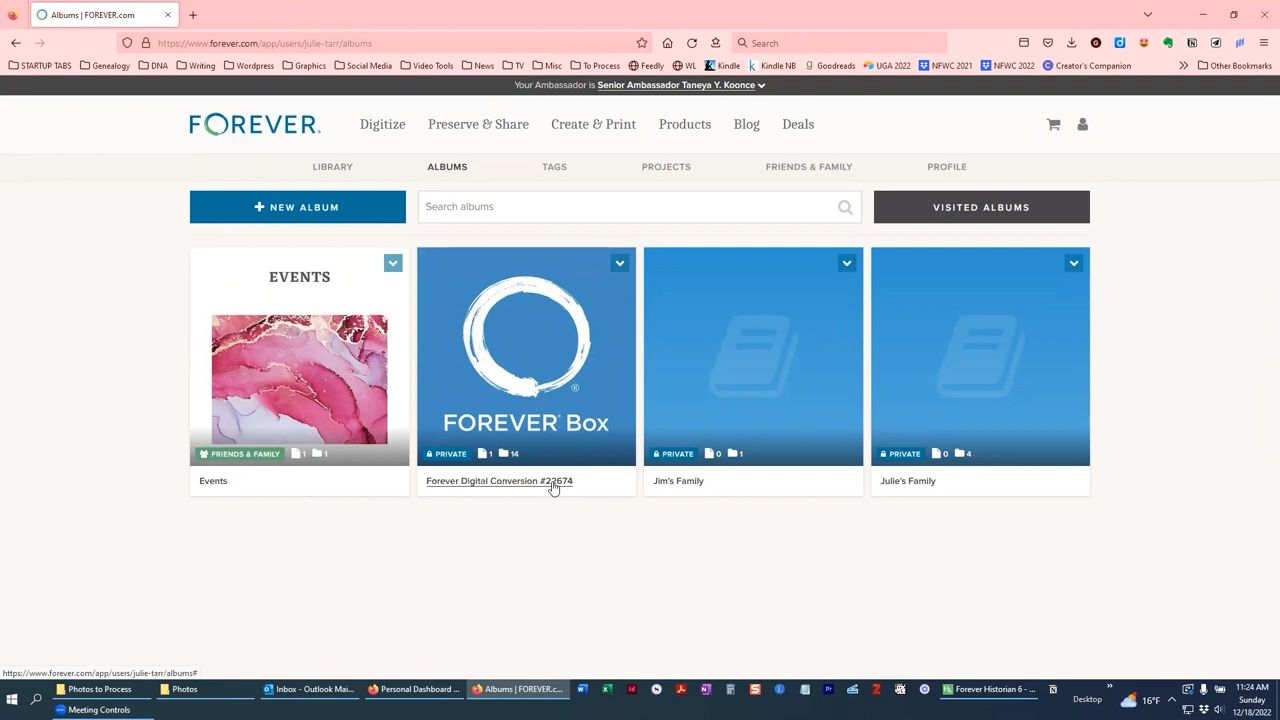 Albums | FOREVER.com
https://www.forever.com/app/users/julie-tarr/albums
Search
STARTUP TABS
Genealogy
DNA
Writing
Wordpress
Graphics
Social Media
Video Tools
News
TV
Misc
To Process
Feedly
WL
Kindle
Kindle NB
Goodreads
UGA 2022
NFWC 2021
NFWC 2022
Creator's Companion
Other Bookmarks
Your Ambassador is Senior Ambassador Taneya Y. Koonce
FOREVER.
Digitize
Preserve & Share
Create & Print
Products
Blog
Deals
LIBRARY
ALBUMS
TAGS
PROJECTS
FRIENDS & FAMILY
PROFILE
+ NEW ALBUM
Search albums
VISITED ALBUMS
EVENTS
FRIENDS & FAMILY 1 1
Events
FOREVER® Box
PRIVATE 1 14
Forever Digital Conversion #22674
PRIVATE 0 1
Jim's Family
PRIVATE 0 4
Julie's Family
https://www.forever.com/app/users/julie-tarr/albums#
Photos to Process
Photos
Inbox - Outlook Mai...
Personal Dashboard ...
Albums | FOREVER.c...
Forever Historian 6 - ...
Meeting Controls
Desktop
16°F
11:24 AM
Sunday
12/18/2022